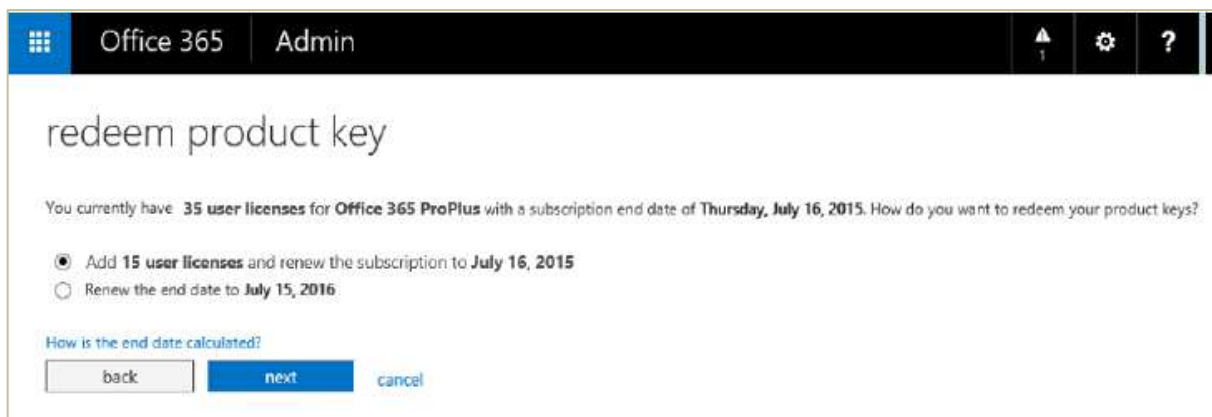 Office 365 Admin
1
?
redeem product key
You currently have 35 user licenses for Office 365 ProPlus with a subscription end date of Thursday, July 16, 2015. How do you want to redeem your product keys?
Add 15 user licenses and renew the subscription to July 16, 2015
Renew the end date to July 15, 2016
How is the end date calculated?
back next cancel